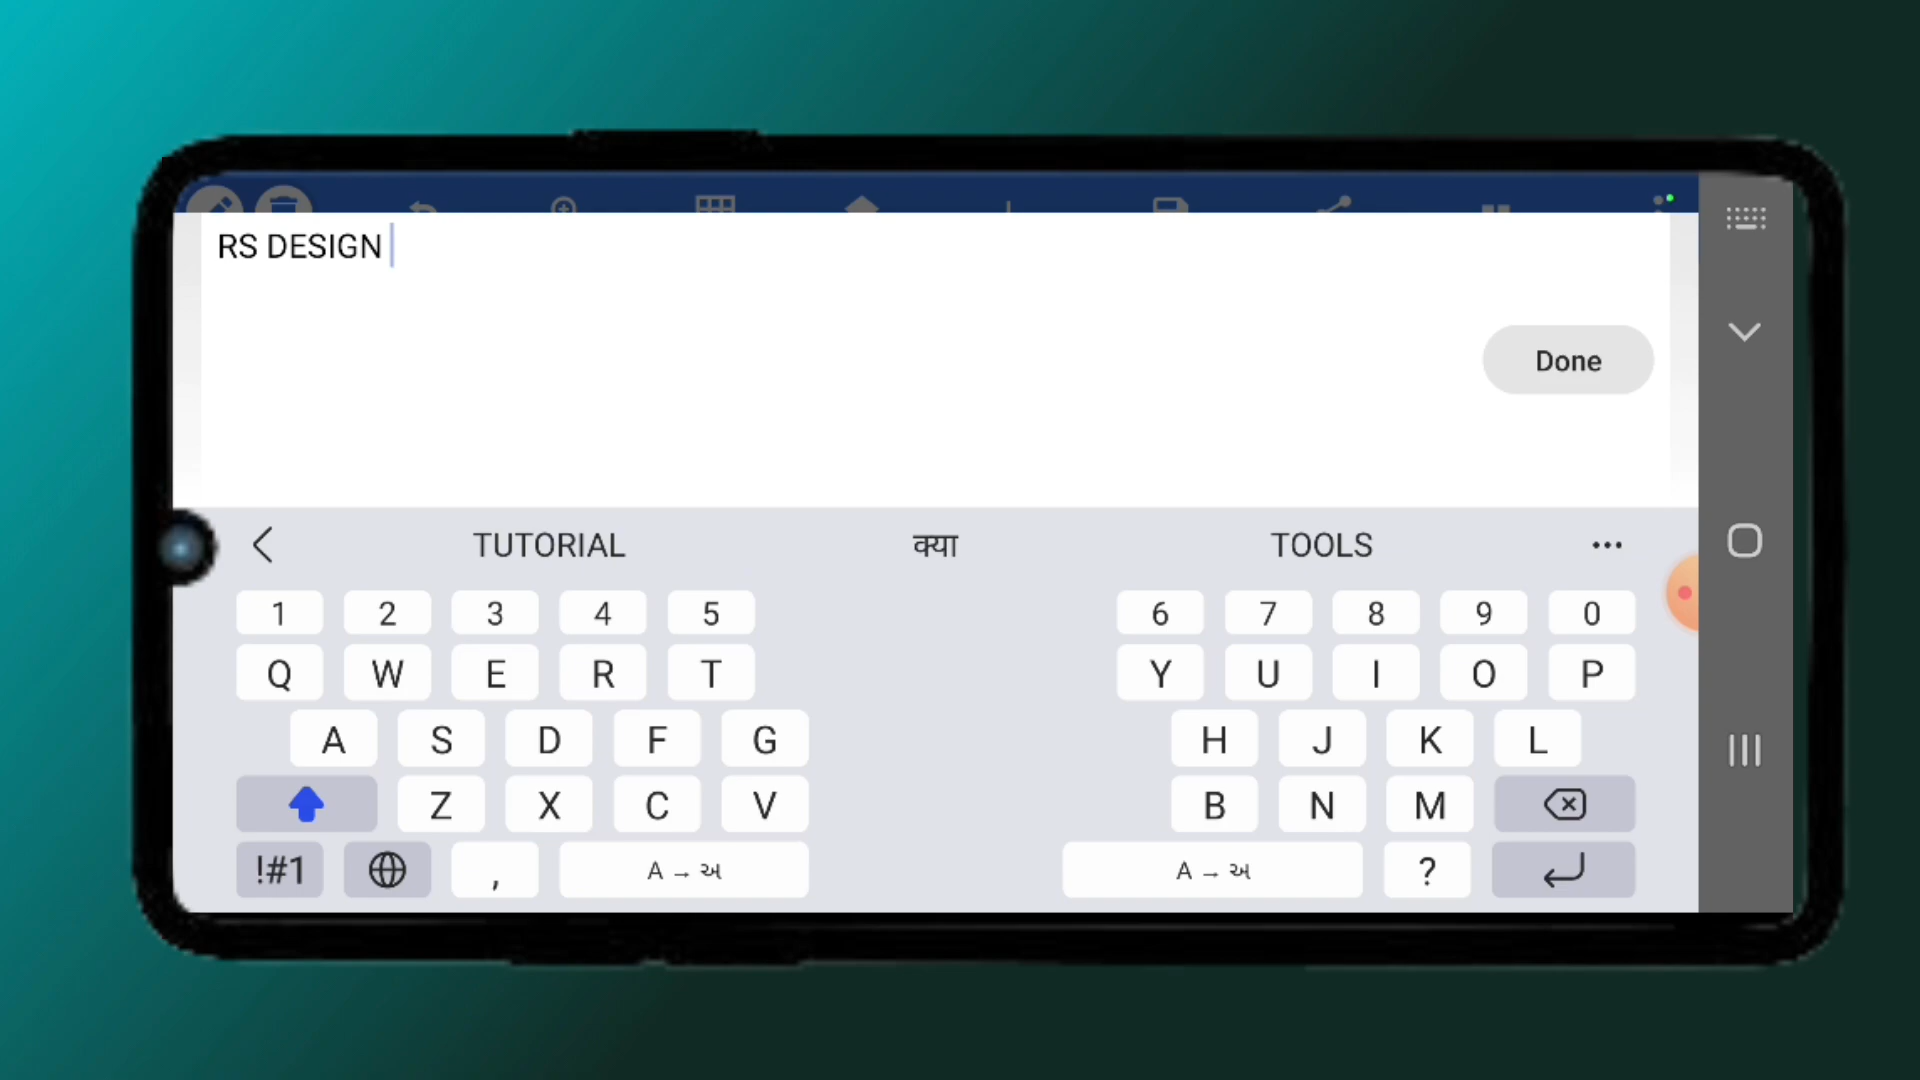 RS DESIGN
Done
TUTORIAL क्या TOOLS
1 2 3 4 5 6 7 8 9 0
Q W E R T Y U I O P
A S D F G H J K L
Z X C V B N M
!#1 , A → અ A → અ ?